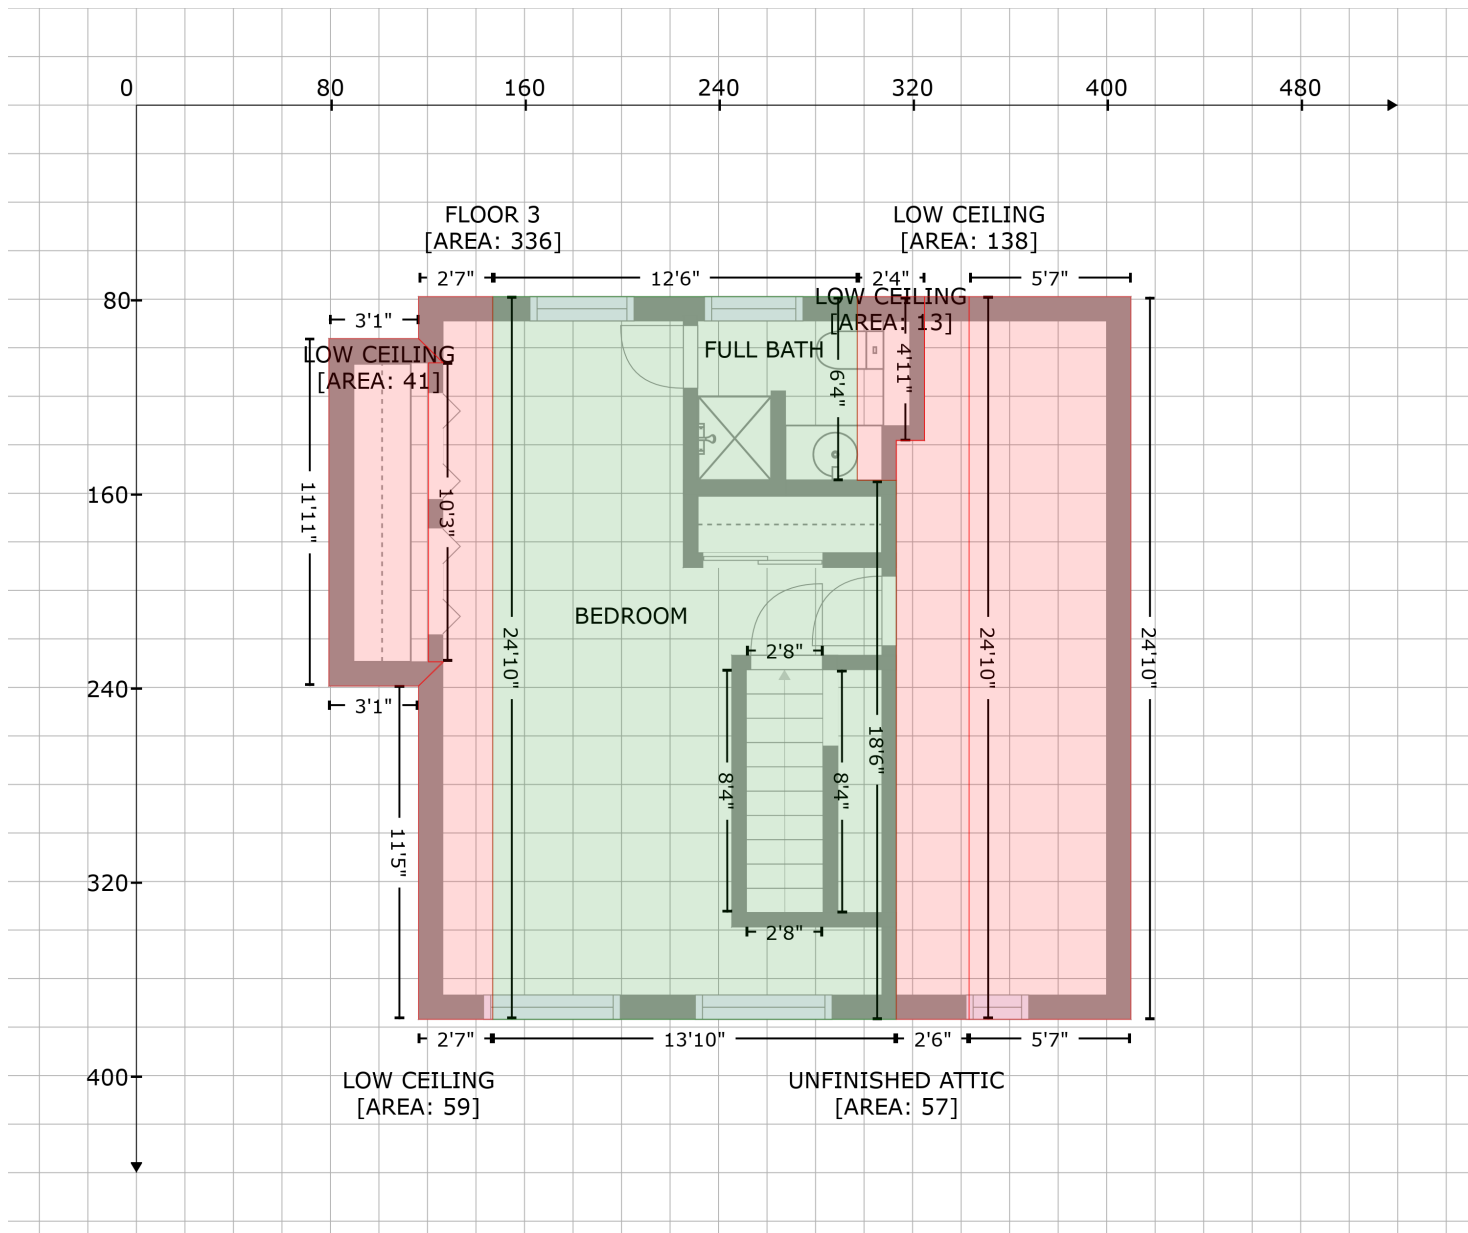 0 80 160 240 320 400 480
FLOOR 3
[AREA: 336]
LOW CEILING
[AREA: 138]
2'7" 12'6" 2'4" 5'7"
80
LOW CEILING
[AREA: 13]
3'1"
LOW CEILING
[AREA: 41]
FULL BATH
6'4"
4'11"
160
11'11"
10'3"
BEDROOM
24'10"
2'8"
24'10"
24'10"
240
3'1"
18'6"
8'4"
8'4"
11'5"
320
2'8"
2'7" 13'10" 2'6" 5'7"
400
LOW CEILING
[AREA: 59]
UNFINISHED ATTIC
[AREA: 57]